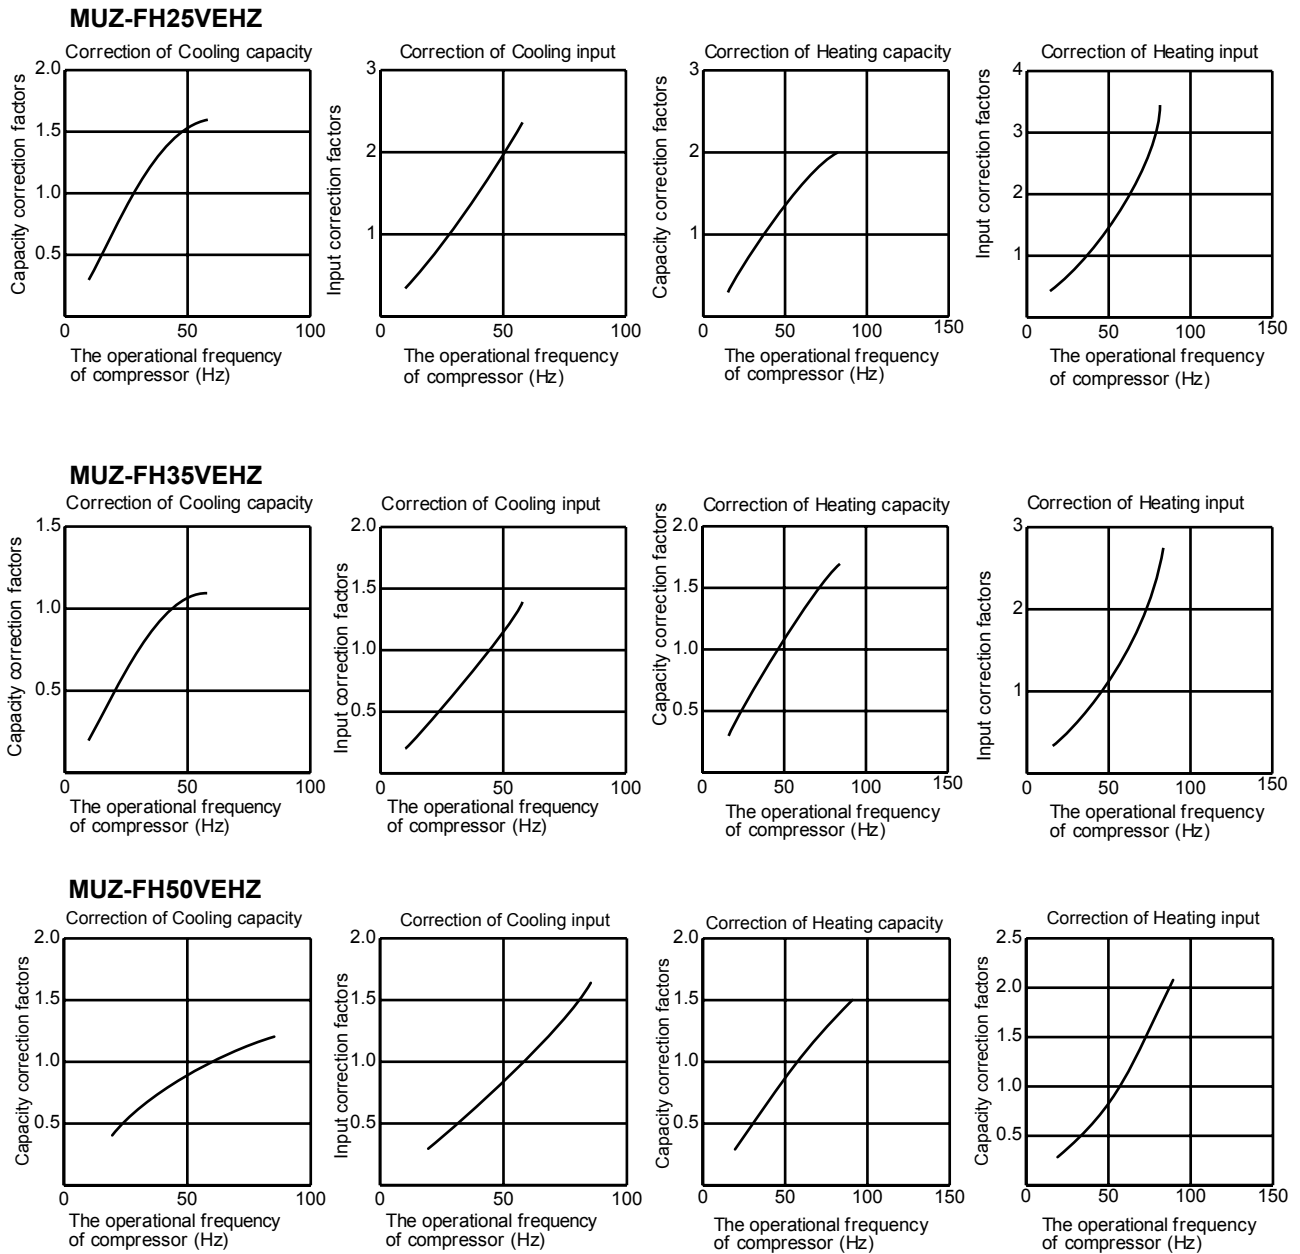 MUZ-FH25VEHZ
Correction of Cooling capacity
Capacity correction factors
2.0
1.5
1.0
0.5
0
50
100
The operational frequency
of compressor (Hz)
Correction of Cooling input
Input correction factors
3
2
1
0
50
100
The operational frequency
of compressor (Hz)
Correction of Heating capacity
Capacity correction factors
3
2
1
0
50
100
150
The operational frequency
of compressor (Hz)
Correction of Heating input
Input correction factors
4
3
2
1
0
50
100
150
The operational frequency
of compressor (Hz)
MUZ-FH35VEHZ
Correction of Cooling capacity
Capacity correction factors
1.5
1.0
0.5
0
50
100
The operational frequency
of compressor (Hz)
Correction of Cooling input
Input correction factors
2.0
1.5
1.0
0.5
0
50
100
The operational frequency
of compressor (Hz)
Correction of Heating capacity
Capacity correction factors
2.0
1.5
1.0
0.5
0
50
100
150
The operational frequency
of compressor (Hz)
Correction of Heating input
Input correction factors
3
2
1
0
50
100
150
The operational frequency
of compressor (Hz)
MUZ-FH50VEHZ
Correction of Cooling capacity
Capacity correction factors
2.0
1.5
1.0
0.5
0
50
100
The operational frequency
of compressor (Hz)
Correction of Cooling input
Input correction factors
2.0
1.5
1.0
0.5
0
50
100
The operational frequency
of compressor (Hz)
Correction of Heating capacity
Capacity correction factors
2.0
1.5
1.0
0.5
0
50
100
150
The operational frequency
of compressor (Hz)
Correction of Heating input
Capacity correction factors
2.5
2.0
1.5
1.0
0.5
0
50
100
150
The operational frequency
of compressor (Hz)